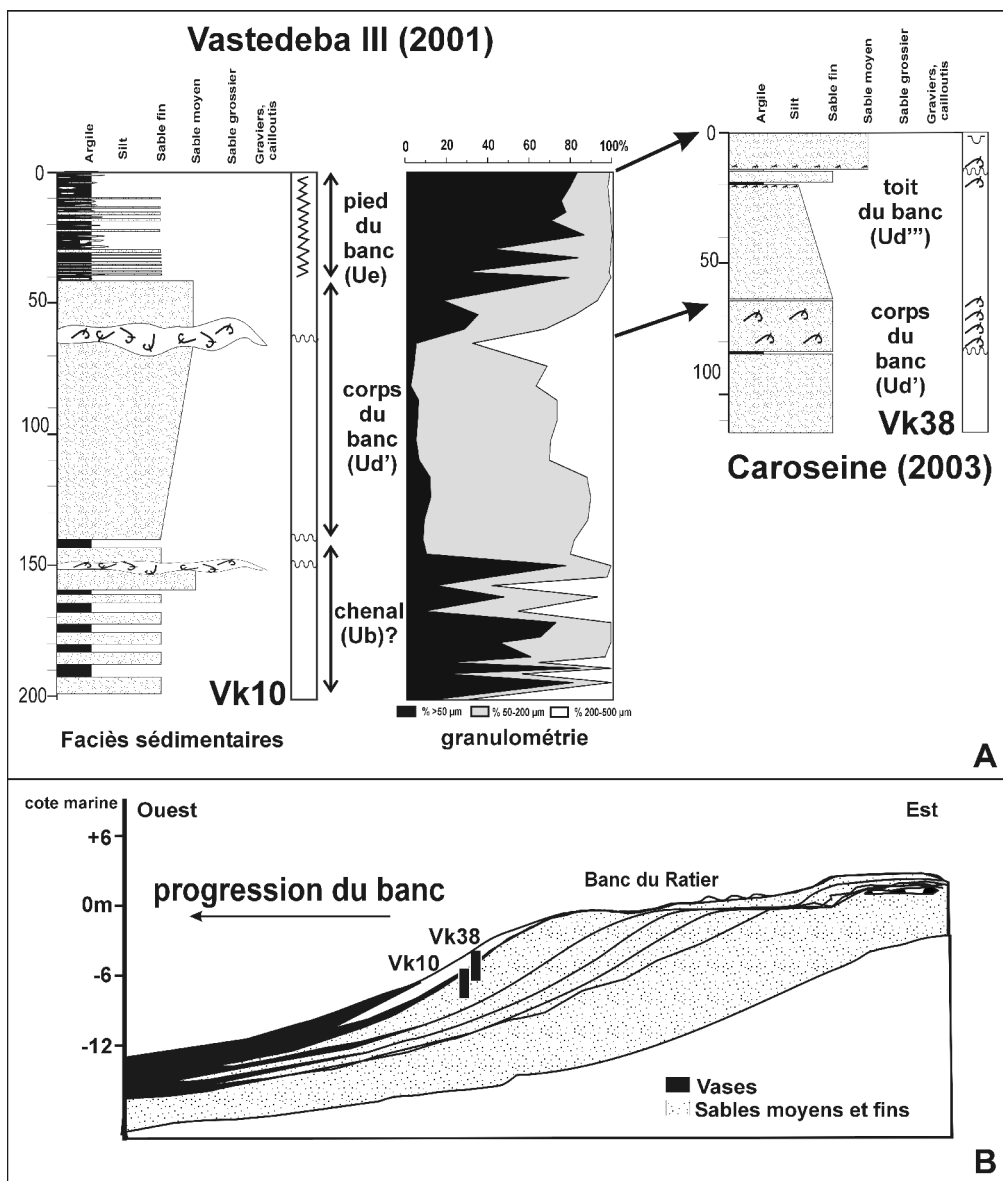 Vastedeba III (2001)
Argile
Silt
Sable fin
Sable moyen
Sable grossier
Graviers,
cailloutis
0
50
100
150
200
Vk10
Faciès sédimentaires
pied
du
banc
(Ue)
corps
du
banc
(Ud’)
chenal
(Ub)?
0 20 40 60 80 100%
% >50 µm % 50-200 µm % 200-500 µm
granulométrie
Argile
Silt
Sable fin
Sable moyen
Sable grossier
Graviers,
cailloutis
0
50
100
toit
du banc
(Ud’’’)
corps
du
banc
(Ud’)
Vk38
Caroseine (2003)
A
cote marine
Ouest
Est
+6
0m
-6
-12
progression du banc
Banc du Ratier
Vk38
Vk10
Vases
Sables moyens et fins
B